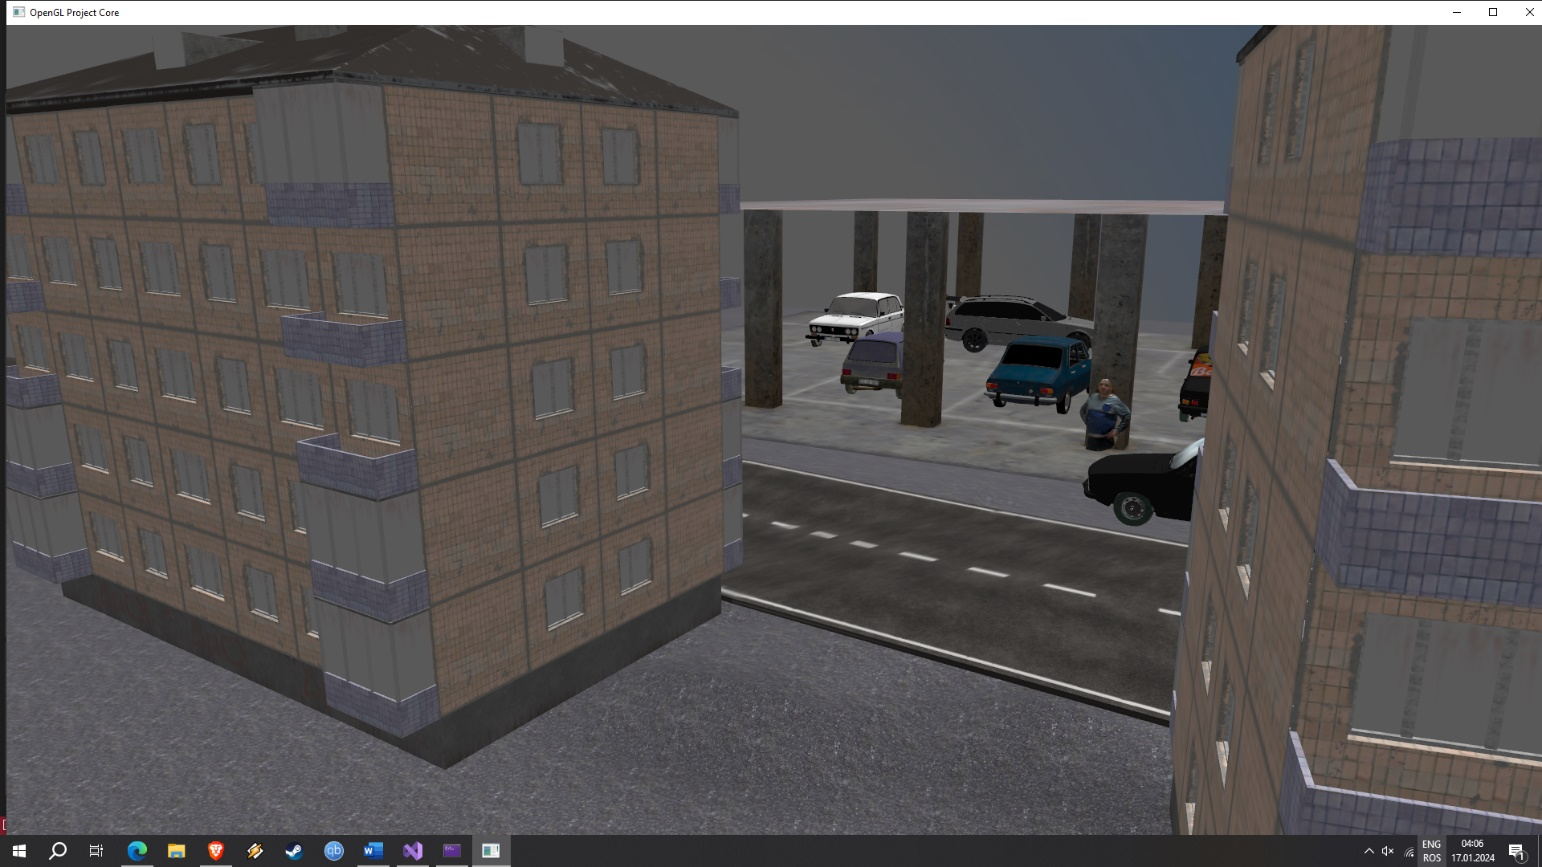 OpenGL Project Core
ENG
ROS
04:06
17.01.2024